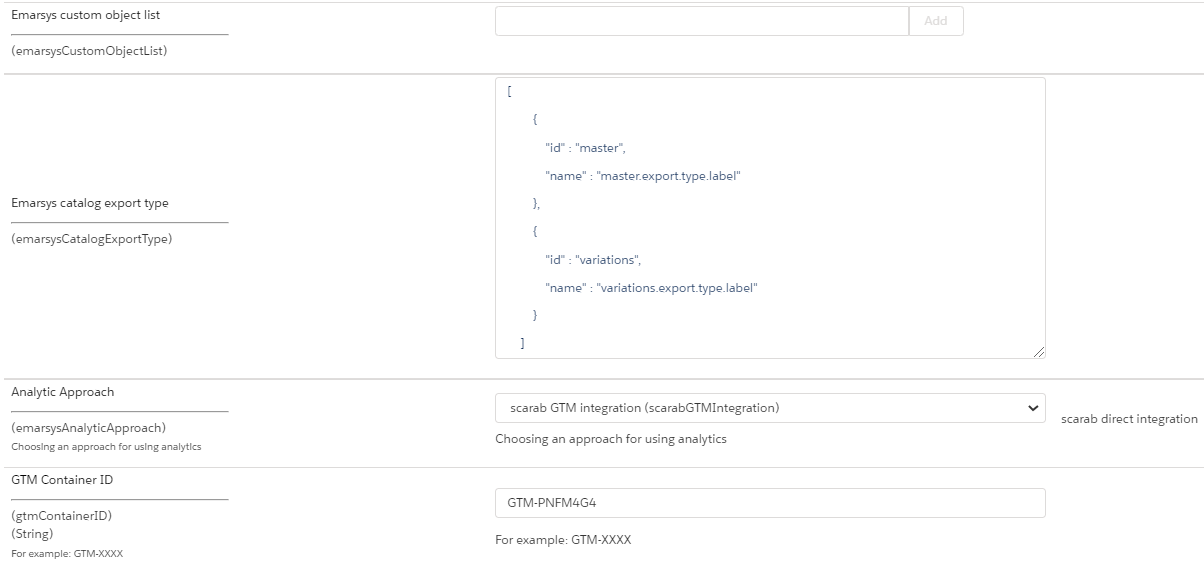 Emarsys custom object list
Add
(emarsysCustomObjectList)
[
{
"id" : "master",
"name" : "master.export.type.label"
},
{
"id" : "variations",
"name" : "variations.export.type.label"
}
]
Emarsys catalog export type
(emarsysCatalogExportType)
Analytic Approach
(emarsysAnalyticApproach)
Choosing an approach for using analytics
scarab GTM integration (scarabGTMIntegration)
Choosing an approach for using analytics
scarab direct integration
GTM Container ID
(gtmContainerID)
(String)
For example: GTM-XXXX
GTM-PNFM4G4
For example: GTM-XXXX